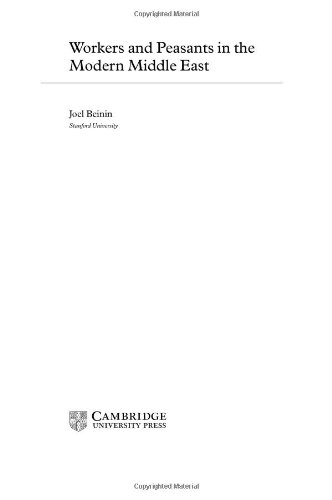 Copyrighted Material
Workers and Peasants in the
Modern Middle East
Joel Beinin
Stanford University
CAMBRIDGE
UNIVERSITY PRESS
Copyrighted Material